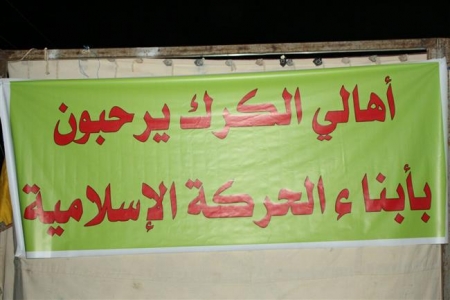 أهالي الكرك يرحبون
بأبناء الحركة الإسلامية